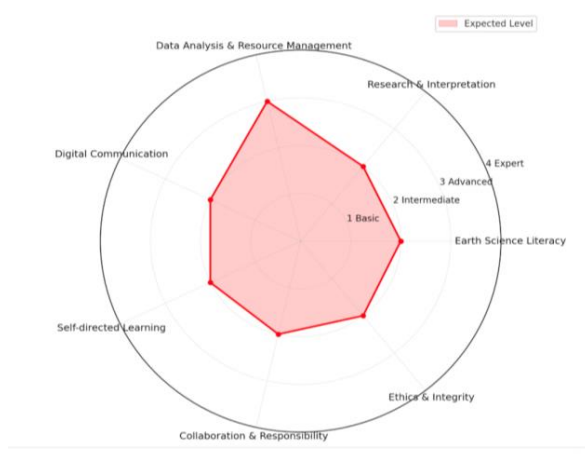 Expected Level
Data Analysis & Resource Management
Research & Interpretation
Digital Communication
4 Expert
3 Advanced
2 Intermediate
1 Basic
Earth Science Literacy
Self-directed Learning
Ethics & Integrity
Collaboration & Responsibility